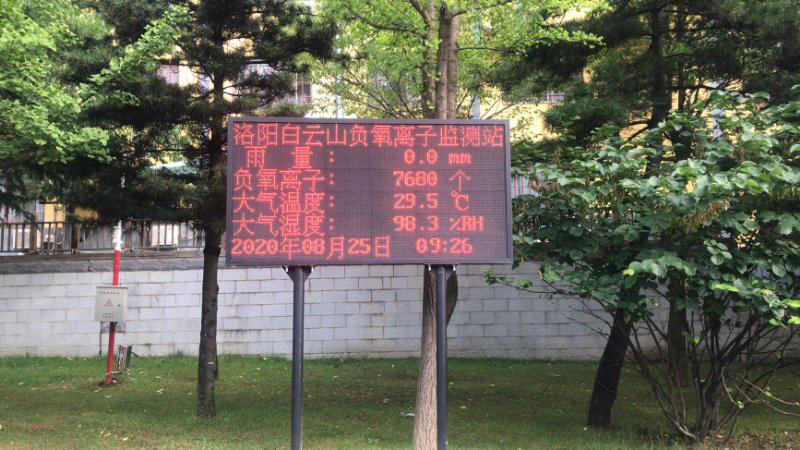 洛阳白云山负氧离子监测站
雨 量： 0.0 mm
负氧离子： 7680 个
大气温度： 29.5 ℃
大气湿度： 98.3 %RH
2020年08月25日 09:26